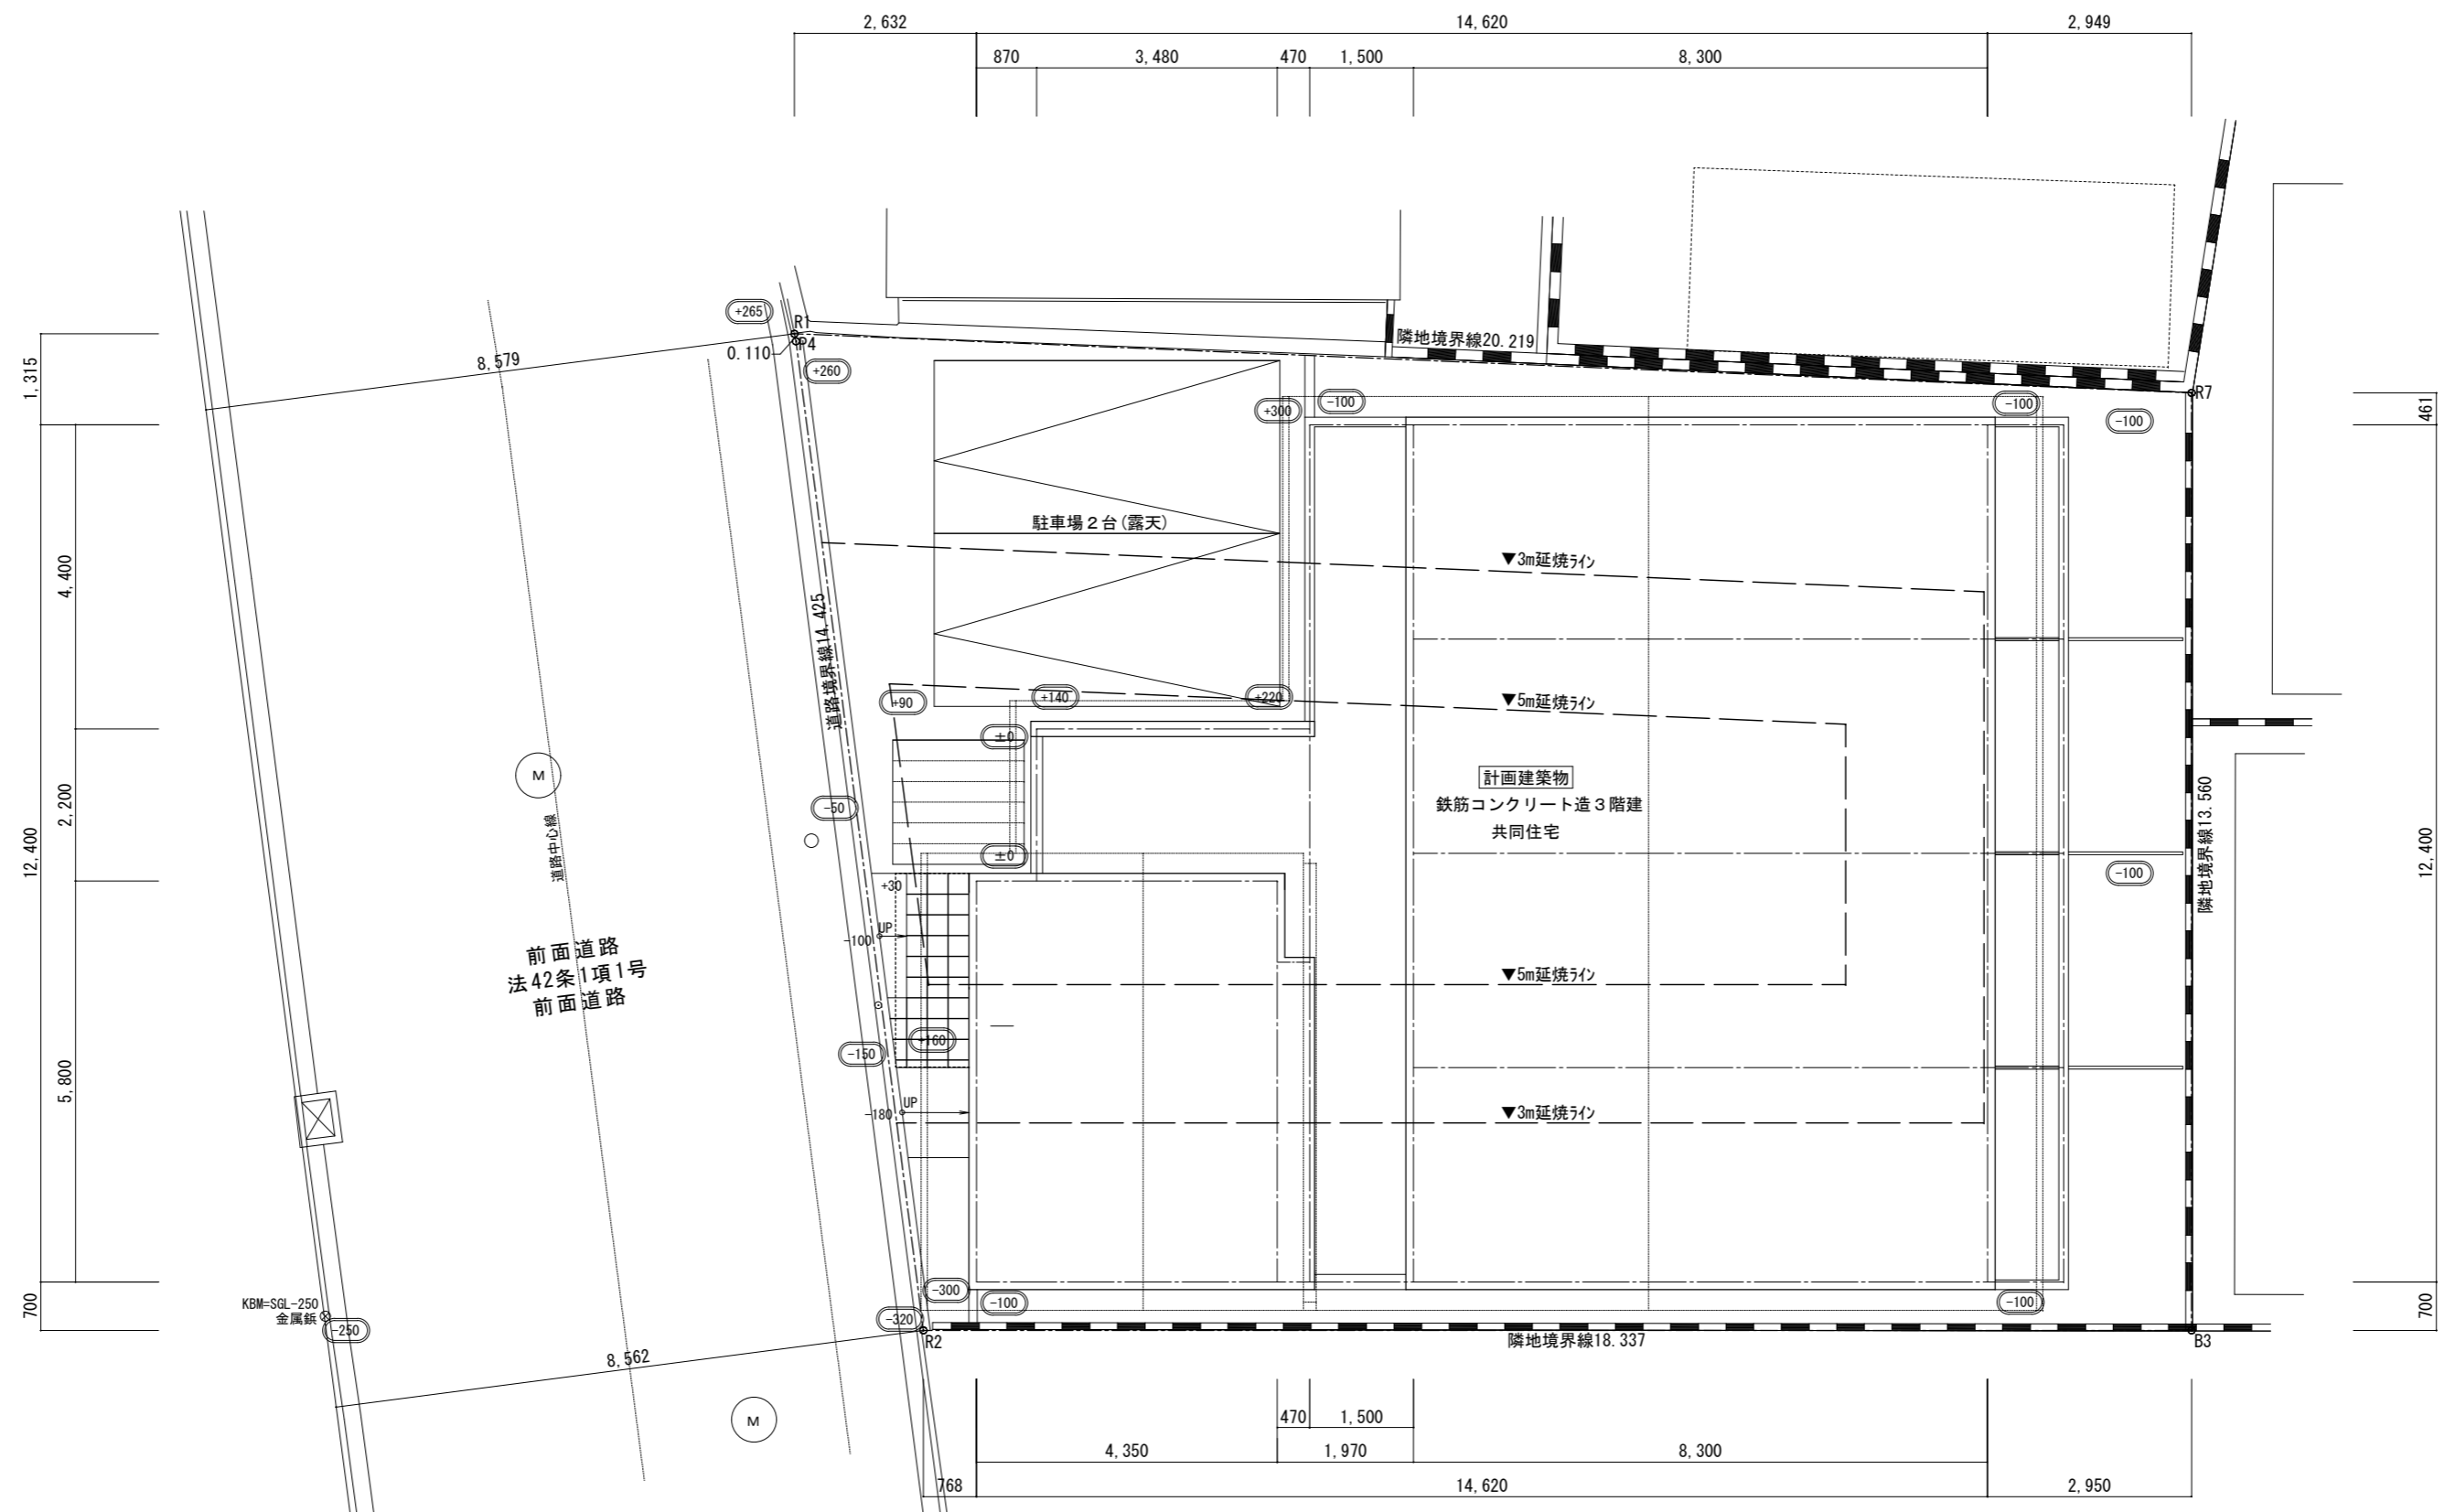 2,632
14,620
2,949
870
3,480
470
1,500
8,300
+265
R1
P4
0.110
8,579
1,315
+260
隣地境界線20.219
R7
+300
-100
-100
-100
461
駐車場２台(露天)
▼3m延焼ﾗｲﾝ
4,400
道路境界線14.425
+90
+140
+220
▼5m延焼ﾗｲﾝ
±0
M
計画建築物
鉄筋コンクリート造３階建
共同住宅
2,200
-50
道路中心線
±0
12,400
隣地境界線13.560
-100
12,400
+30
UP
-100
前面道路
法42条1項1号
前面道路
▼5m延焼ﾗｲﾝ
+160
-150
5,800
UP
-180
▼3m延焼ﾗｲﾝ
-300
-100
-100
KBM=SGL-250
金属鋲
-250
-320
R2
700
700
隣地境界線18.337
B3
8,562
M
470
1,500
4,350
1,970
8,300
768
14,620
2,950